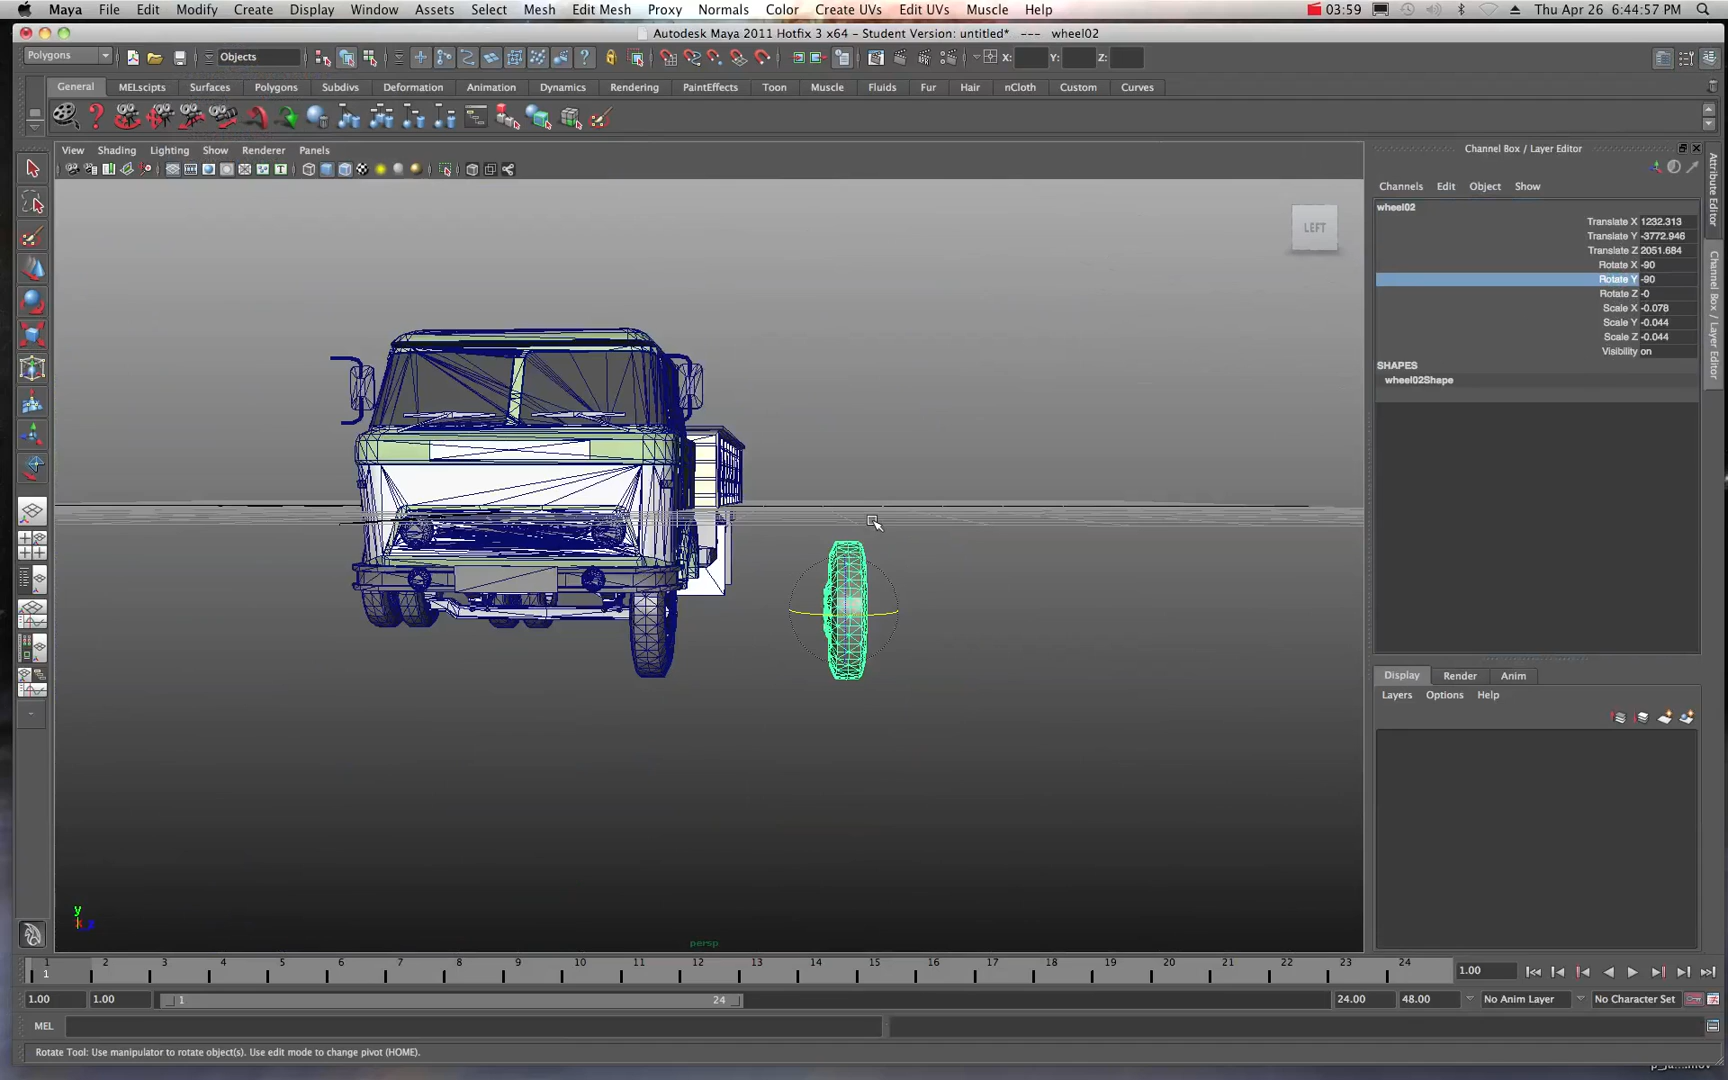 Maya File Edit Modify Create Display Window Assets Select Mesh Edit Mesh Proxy Normals Color Create UVs Edit UVs Muscle Help 03:59 Thu Apr 26 6:44:57 PM
Autodesk Maya 2011 Hotfix 3 x64 - Student Version: untitled* --- wheel02
Polygons Objects X: Y: Z:
General MELscipts Surfaces Polygons Subdivs Deformation Animation Dynamics Rendering PaintEffects Toon Muscle Fluids Fur Hair nCloth Custom Curves
View Shading Lighting Show Renderer Panels
Channel Box / Layer Editor
Channels Edit Object Show
wheel02
Translate X 1232.313
Translate Y -3772.946
Translate Z 2051.684
Rotate X -90
Rotate Y -90
Rotate Z -0
Scale X -0.078
Scale Y -0.044
Scale Z -0.044
Visibility on
SHAPES
wheel02Shape
Attribute Editor
Channel Box / Layer Editor
LEFT
Display Render Anim
Layers Options Help
y
persp
1 2 3 4 5 6 7 8 9 10 11 12 13 14 15 16 17 18 19 20 21 22 23 24
1
1.00
1.00 1.00 1 24 24.00 48.00 No Anim Layer No Character Set
MEL
Rotate Tool: Use manipulator to rotate object(s). Use edit mode to change pivot (HOME).